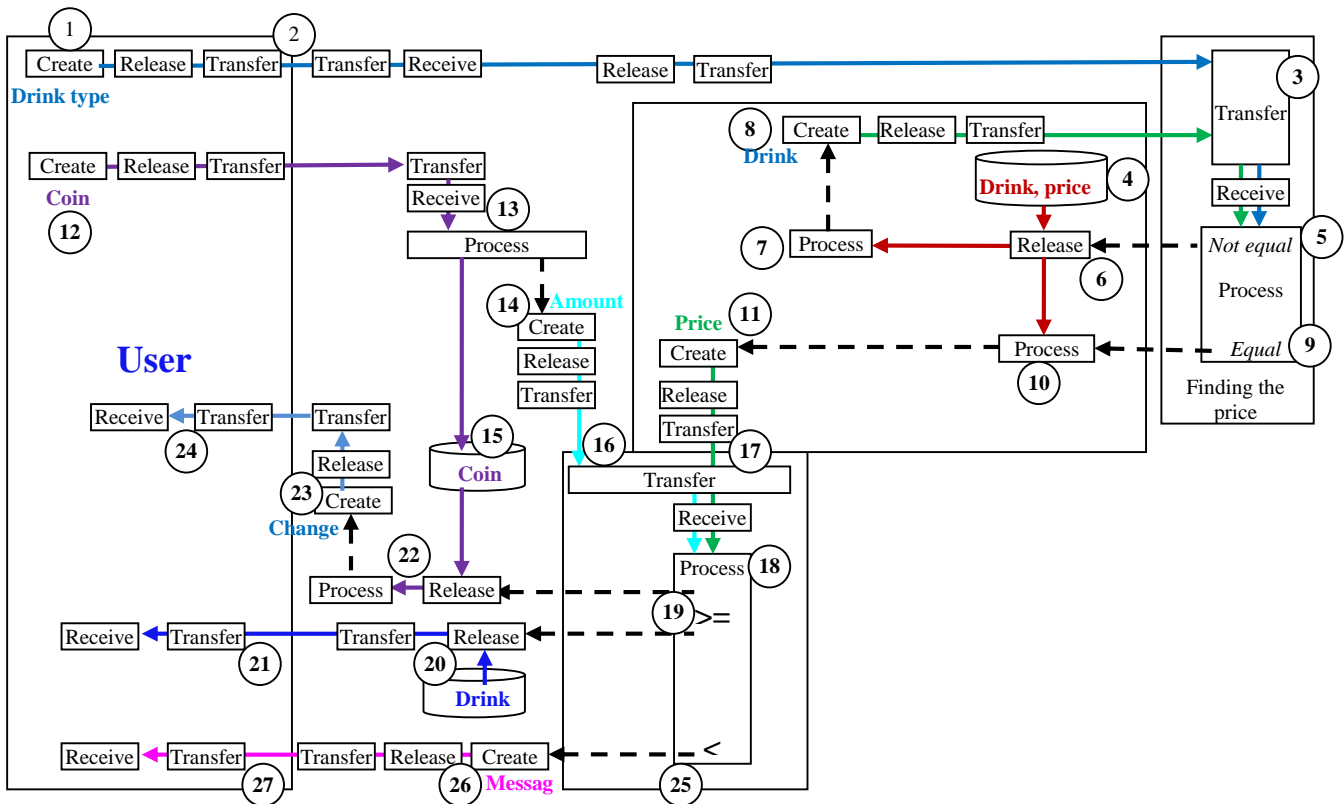 1
2
Create
Release
Transfer
Transfer
Receive
Release
Transfer
Drink type
3
Transfer
8
Create
Release
Transfer
Drink
Create
Release
Transfer
Transfer
Coin
Receive
13
12
Drink, price
4
Receive
Process
7
Process
Release
6
Not equal
5
Process
14
Amount
Create
Price
11
Create
Process
10
Equal
9
User
Release
Release
Finding the
price
Receive
Transfer
Transfer
24
Transfer
Transfer
15
16
17
Release
Coin
Transfer
23
Create
Change
Receive
22
Process
18
Process
Release
19
>=
Receive
Transfer
Transfer
Release
21
20
Drink
Receive
Transfer
Transfer
Release
Create
<
27
26
Messag
25